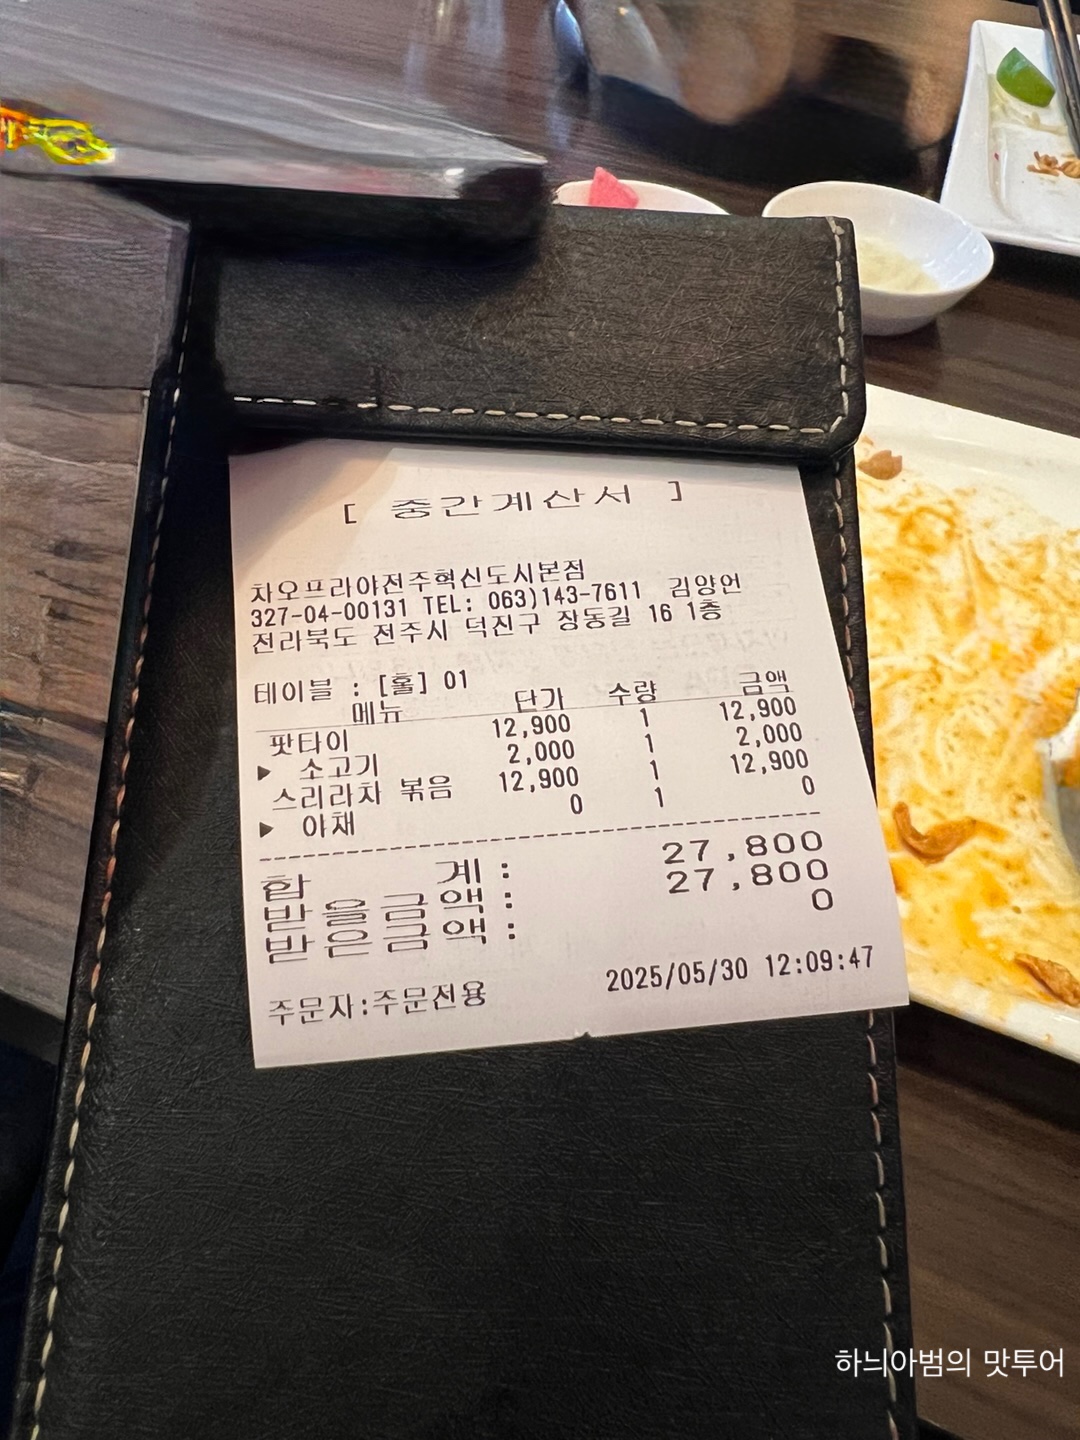 [ 중간계산서 ]
차오프라야전주혁신도시본점
327-04-00131 TEL: 063)143-7611 김양언
전라북도 전주시 덕진구 장동길 16 1층
테이블 : [홀] 01
메뉴 단가 수량 금액
팟타이 12,900 1 12,900
▶ 소고기 2,000 1 2,000
스리라차 볶음 12,900 1 12,900
▶ 야채 0 1 0
합 계 : 27,800
받을금액 : 27,800
받은금액 : 0
주문자:주문전용 2025/05/30 12:09:47
하늬아범의 맛투어